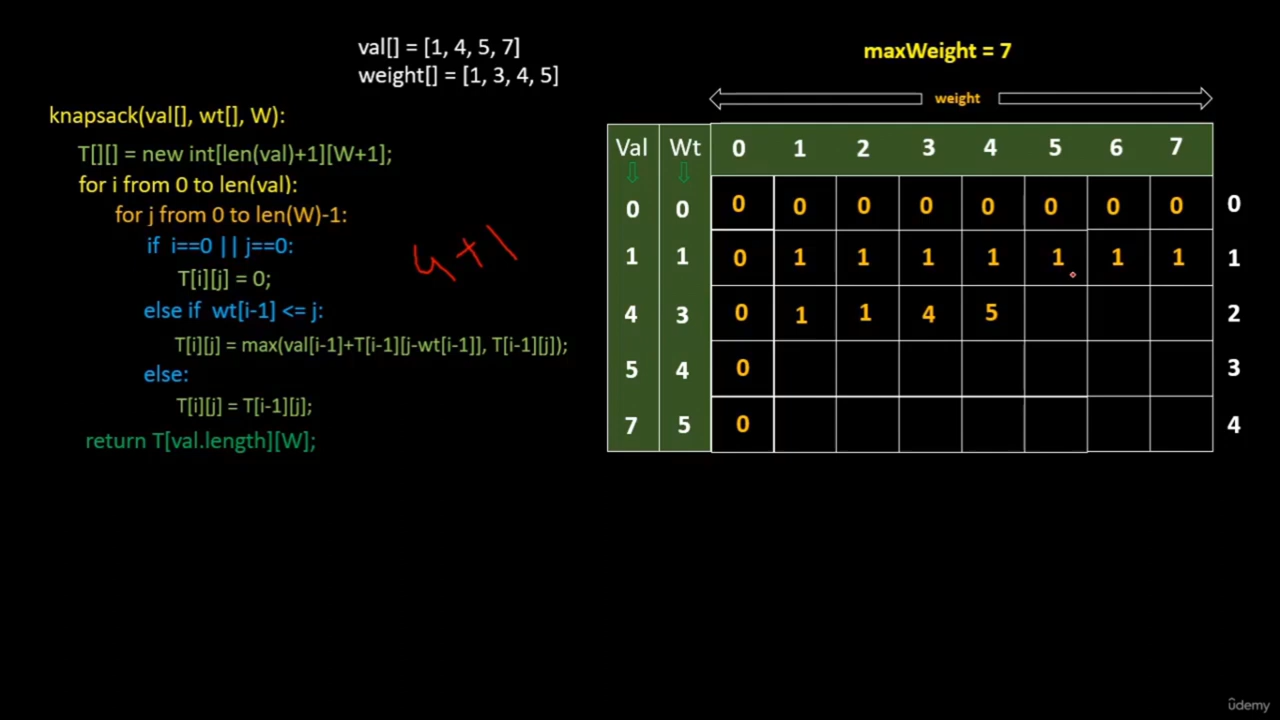 val[] = [1, 4, 5, 7]
weight[] = [1, 3, 4, 5]
knapsack(val[], wt[], W):
T[][] = new int[len(val)+1][W+1];
for i from 0 to len(val):
for j from 0 to len(W)-1:
if i==0 || j==0:
T[i][j] = 0;
else if wt[i-1] <= j:
T[i][j] = max(val[i-1]+T[i-1][j-wt[i-1]], T[i-1][j]);
else:
T[i][j] = T[i-1][j];
return T[val.length][W];
4+1
maxWeight = 7
weight
Val Wt 0 1 2 3 4 5 6 7
0 0 0 0 0 0 0 0 0 0 0
1 1 0 1 1 1 1 1 1 1 1
4 3 0 1 1 4 5 2
5 4 0 3
7 5 0 4
ûdemy